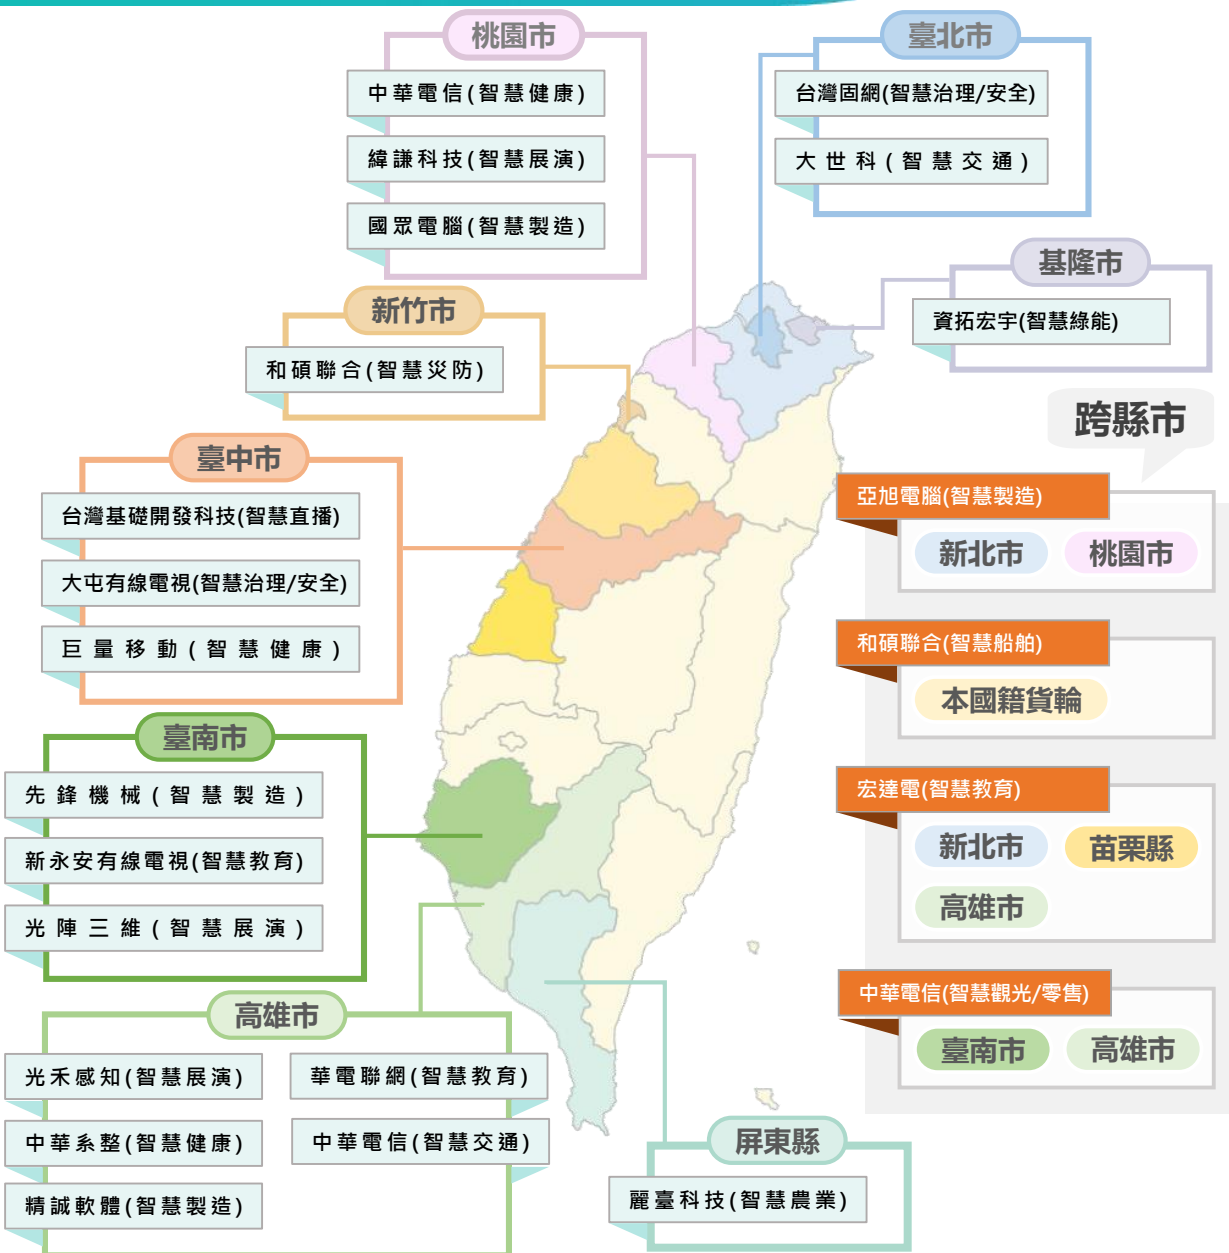 桃園市
中華電信(智慧健康)
緯謙科技(智慧展演)
國眾電腦(智慧製造)
臺北市
台灣固網(智慧治理/安全)
大世科(智慧交通)
基隆市
資拓宏宇(智慧綠能)
新竹市
和碩聯合(智慧災防)
臺中市
台灣基礎開發科技(智慧直播)
大屯有線電視(智慧治理/安全)
巨量移動(智慧健康)
臺南市
先鋒機械(智慧製造)
新永安有線電視(智慧教育)
光陣三維(智慧展演)
高雄市
光禾感知(智慧展演)
華電聯網(智慧教育)
中華系整(智慧健康)
中華電信(智慧交通)
精誠軟體(智慧製造)
屏東縣
麗臺科技(智慧農業)
跨縣市
亞旭電腦(智慧製造)
新北市 桃園市
和碩聯合(智慧船舶)
本國籍貨輪
宏達電(智慧教育)
新北市 苗栗縣
高雄市
中華電信(智慧觀光/零售)
臺南市 高雄市